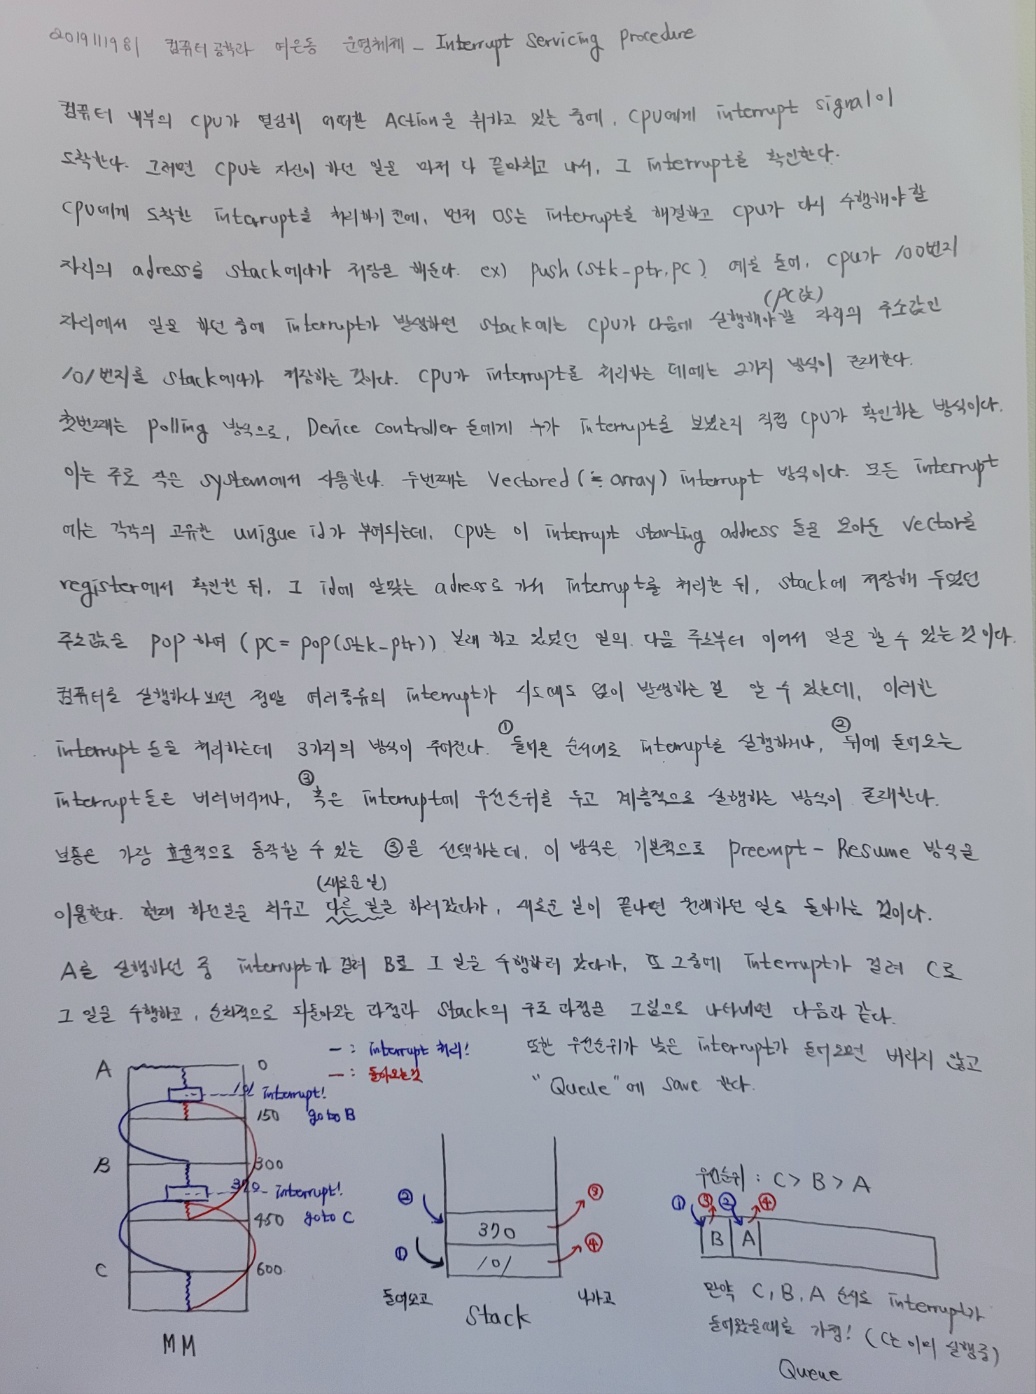 201911981 컴퓨터공학과 어은동 운영체제 - Interrupt Servicing Procedure
컴퓨터 내부의 CPU가 열심히 어떠한 Action을 취하고 있는 중에, CPU에게 interrupt signal이
도착한다. 그러면 CPU는 자신이 하던 일을 마저 다 끝마치고 나서, 그 interrupt를 확인한다.
CPU에게 도착한 interrupt를 처리하기 전에, 먼저 OS는 interrupt를 해결하고 CPU가 다시 수행해야 할
자리의 adress를 stack에다가 저장을 해둔다. ex) push(stk-ptr, pc) 예를 들어, CPU가 100번지
자리에서 일을 하던 중에 interrupt가 발생하면 stack에는 CPU가 다음에 실행해야할 (PC값) 자리의 주소값인
101번지를 stack에다가 저장하는 것이다. CPU가 interrupt를 처리하는 데에는 2가지 방식이 존재한다.
첫번째는 polling 방식으로, Device controller 들에게 누가 interrupt를 보냈는지 직접 CPU가 확인하는 방식이다.
이는 주로 작은 system에서 사용한다. 두번째는 vectored (≒ array) interrupt 방식이다. 모든 interrupt
에는 각각의 고유한 unique id가 부여되는데, CPU는 이 interrupt starting address 들을 모아둔 vector를
register에서 확인한 뒤, 그 id에 알맞는 adress로 가서 interrupt를 처리한 뒤, stack에 저장해 두었던
주소값을 pop 하여 (pc = pop(stk-ptr)) 본래 하고 있었던 일의 다음 주소부터 이어서 일을 할 수 있는 것이다.
컴퓨터를 실행하다 보면 정말 여러종류의 interrupt가 시도때도 없이 발생하는 걸 알 수 있는데, 이러한
interrupt 들을 처리하는데 3가지의 방식이 주어진다. ① 들어온 순서대로 interrupt를 실행하거나, ② 뒤에 들어오는
interrupt들은 버려버리거나, ③ 혹은 interrupt에 우선순위를 두고 계층적으로 실행하는 방식이 존재한다.
보통은 가장 효율적으로 동작할 수 있는 ③을 선택하는데, 이 방식은 기본적으로 Preempt - Resume 방식을
이용한다. 현재 하던일을 치우고 다른 일을 (새로운 일) 하러갔다가, 새로운 일이 끝나면 원래하던 일로 돌아가는 것이다.
A를 실행하던 중 interrupt가 걸려 B로 그 일을 수행하러 갔다가, 또 그중에 interrupt가 걸려 C로
그 일을 수행하고, 순차적으로 되돌아오는 과정과 stack의 구조 과정을 그림으로 나타내면 다음과 같다.
- : interrupt 처리!
- : 돌아오는것
또한 우선순위가 낮은 interrupt가 들어오면 버리지 않고
"Queue"에 save 한다.
A 0
101 interrupt!
150 go to B
B 300
370 interrupt!
450 go to C
C 600
MM
② ③
370
① ④
101
들어오고 나가고
Stack
우선순위 : C > B > A
① ③ ② ④
B A
만약 C, B, A 순서로 interrupt가
들어왔을때를 가정! (C는 이미 실행중)
Queue